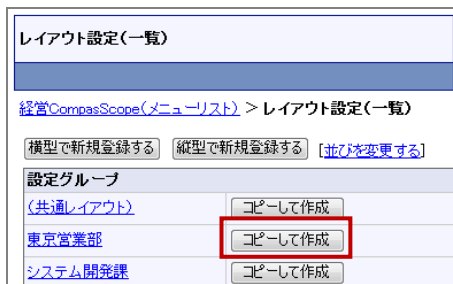 レイアウト設定(一覧)
経営CompasScope(メニューリスト) > レイアウト設定(一覧)
横型で新規登録する 縦型で新規登録する [並びを変更する]
設定グループ
(共通レイアウト) コピーして作成
東京営業部 コピーして作成
システム開発課 コピーして作成